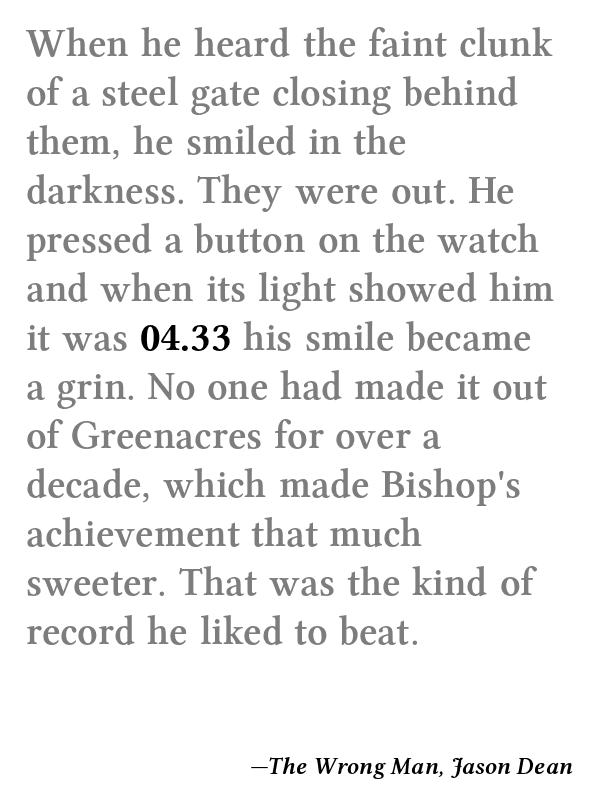 When he heard the faint clunk
of a steel gate closing behind
them, he smiled in the
darkness. They were out. He
pressed a button on the watch
and when its light showed him
it was 04.33 his smile became
a grin. No one had made it out
of Greenacres for over a
decade, which made Bishop's
achievement that much
sweeter. That was the kind of
record he liked to beat.
—The Wrong Man, Jason Dean